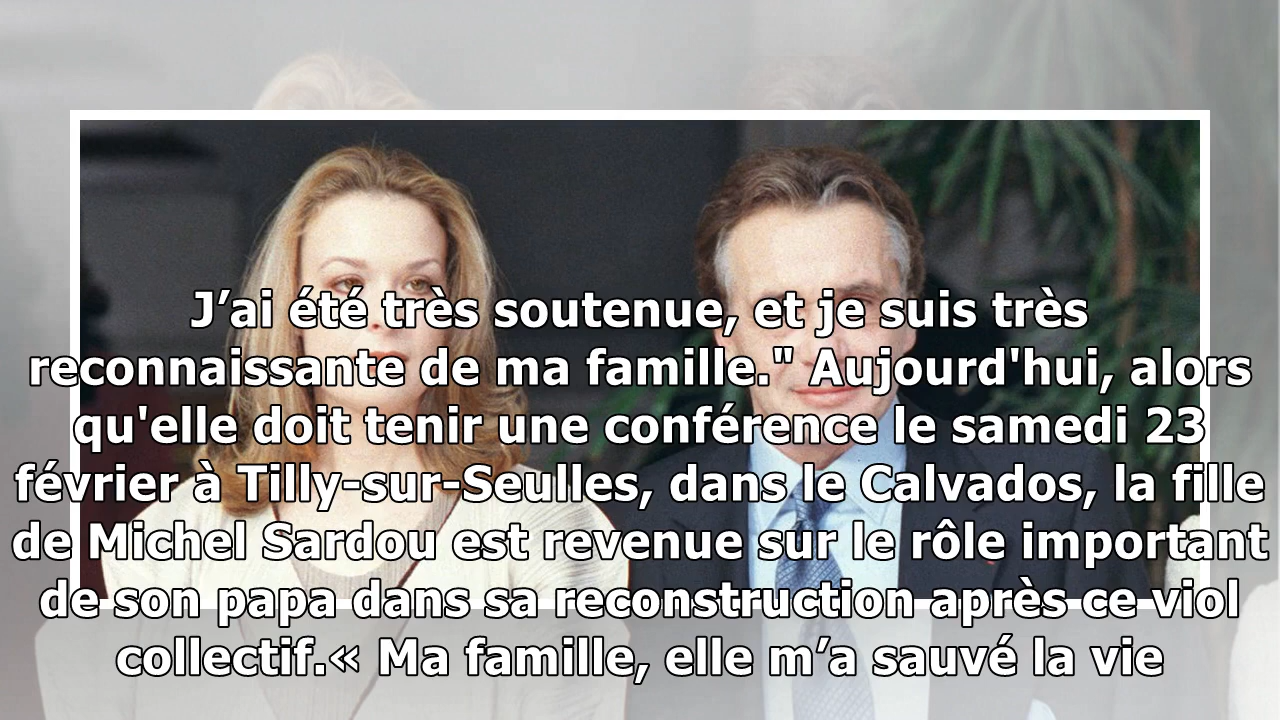 J’ai été très soutenue, et je suis très
reconnaissante de ma famille." Aujourd'hui, alors
qu'elle doit tenir une conférence le samedi 23
février à Tilly-sur-Seulles, dans le Calvados, la fille
de Michel Sardou est revenue sur le rôle important
de son papa dans sa reconstruction après ce viol
collectif.« Ma famille, elle m’a sauvé la vie